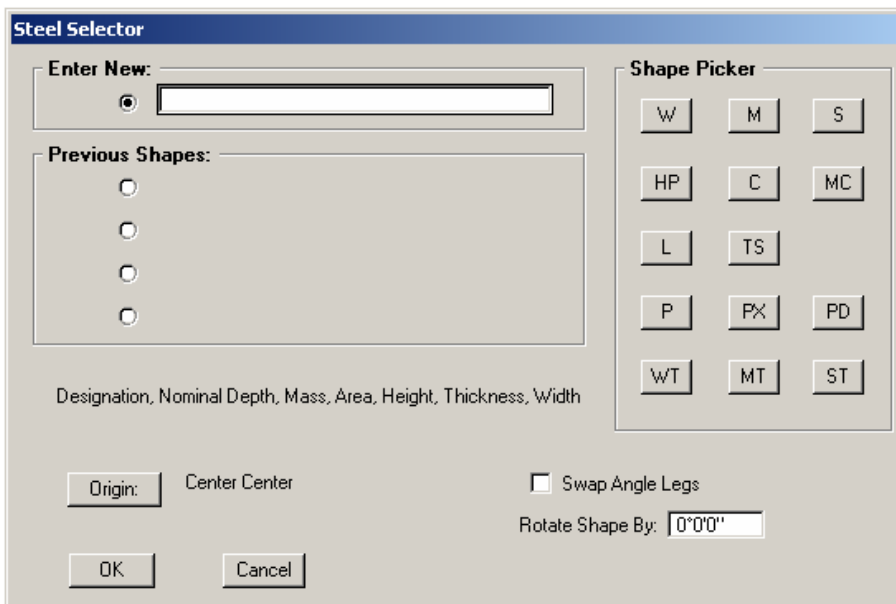 Steel Selector
Enter New:
Previous Shapes:
Designation, Nominal Depth, Mass, Area, Height, Thickness, Width
Shape Picker
W M S
HP C MC
L TS
P PX PD
WT MT ST
Origin: Center Center
Swap Angle Legs
Rotate Shape By: 0°0'0"
OK Cancel